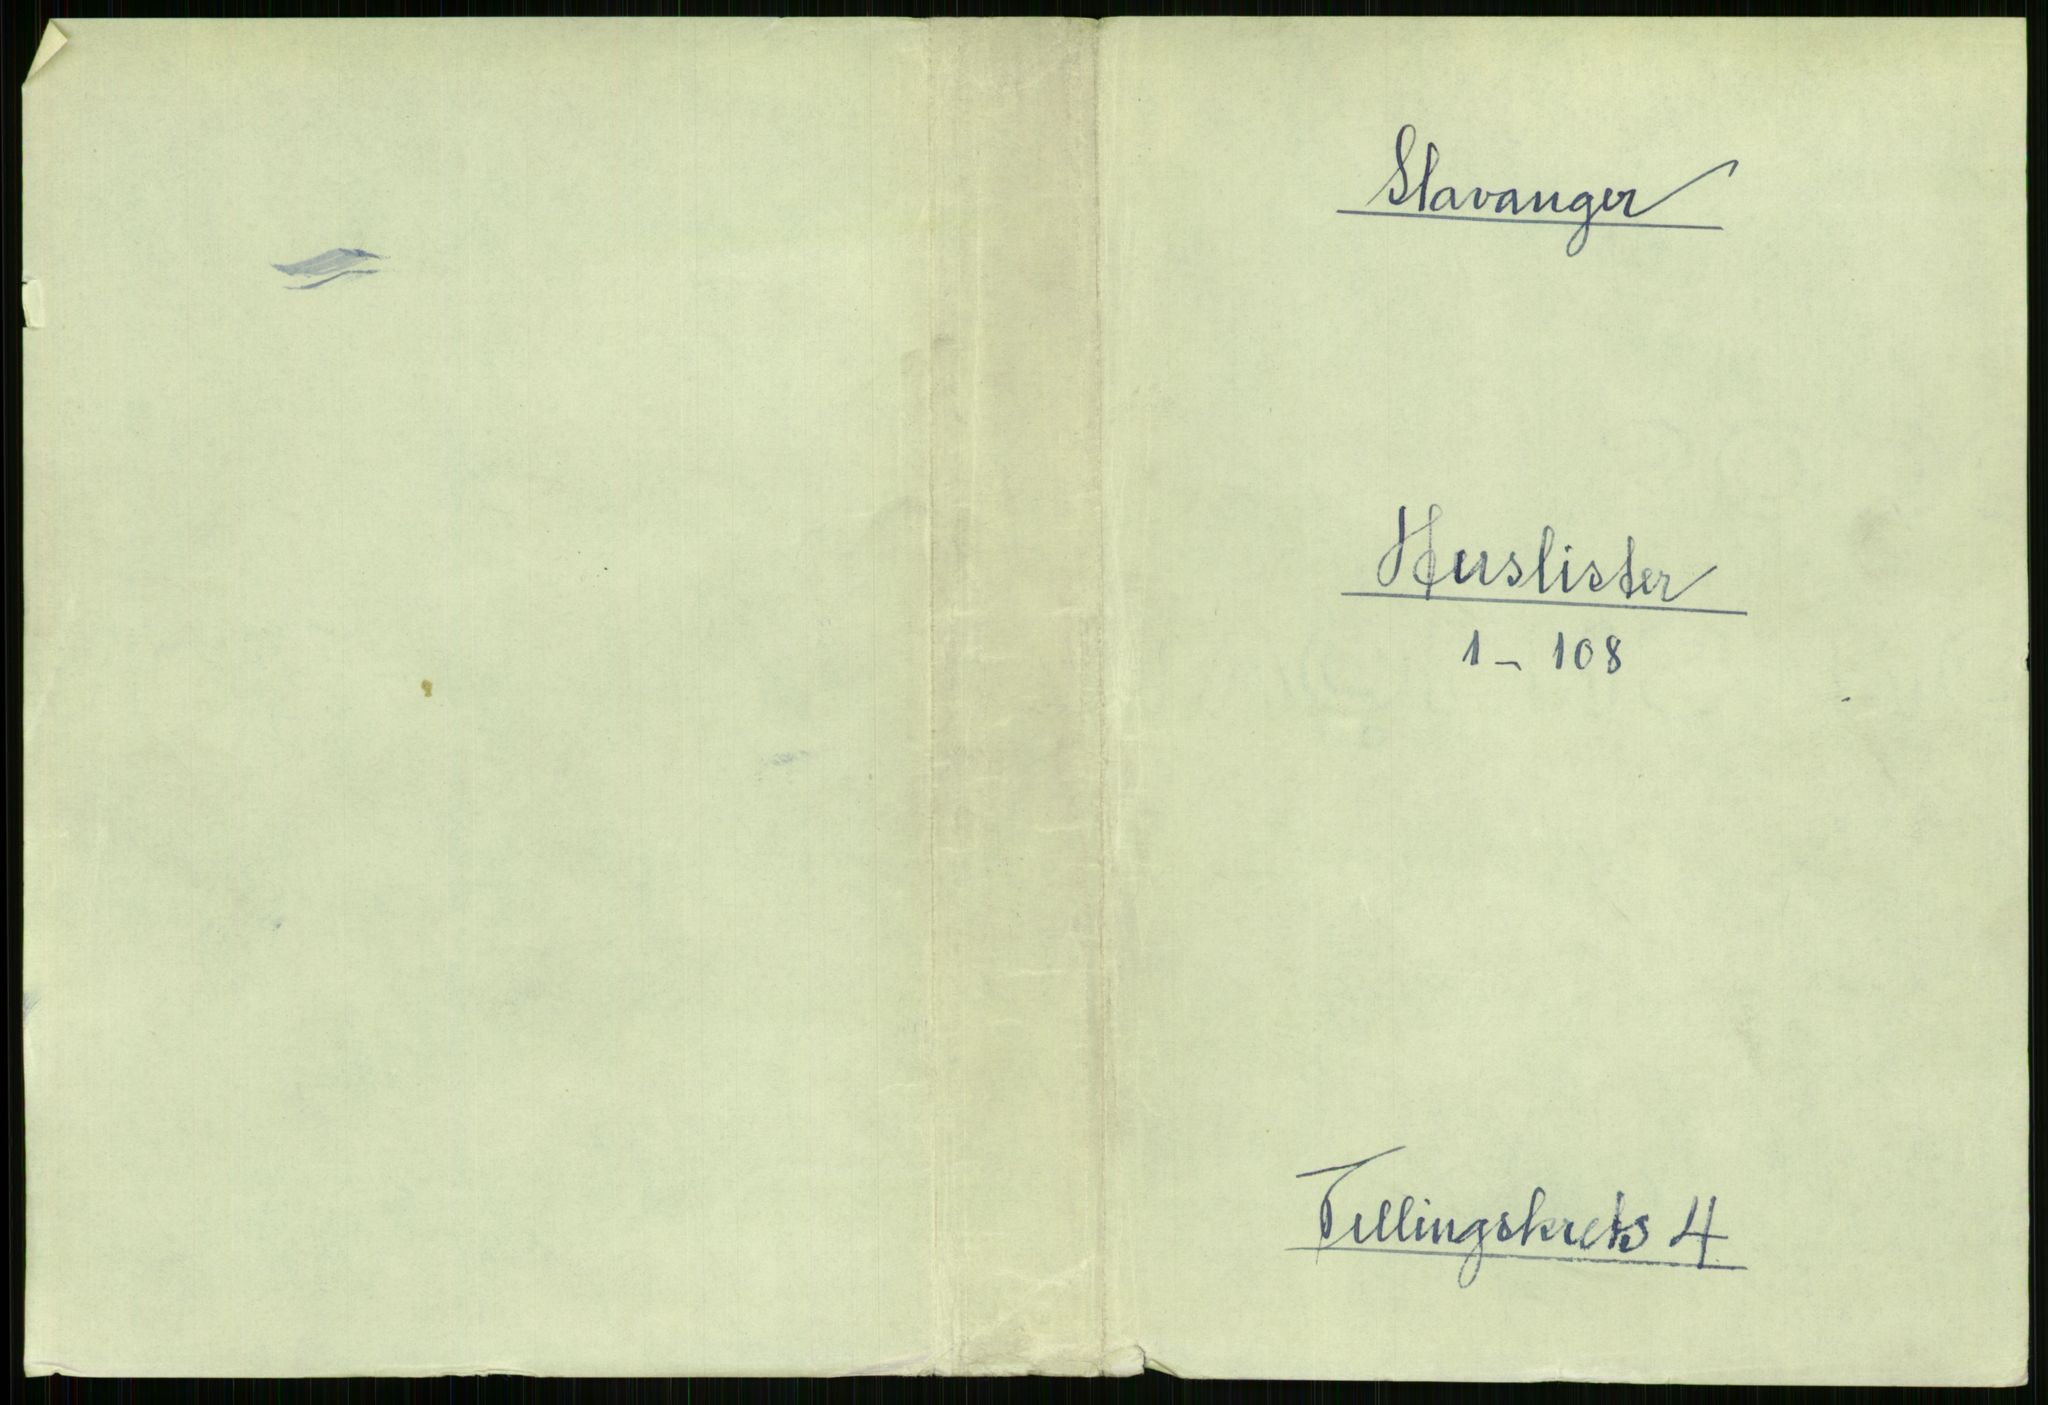 Stavanger
Huslister
1 - 108
Tellingskrets 4